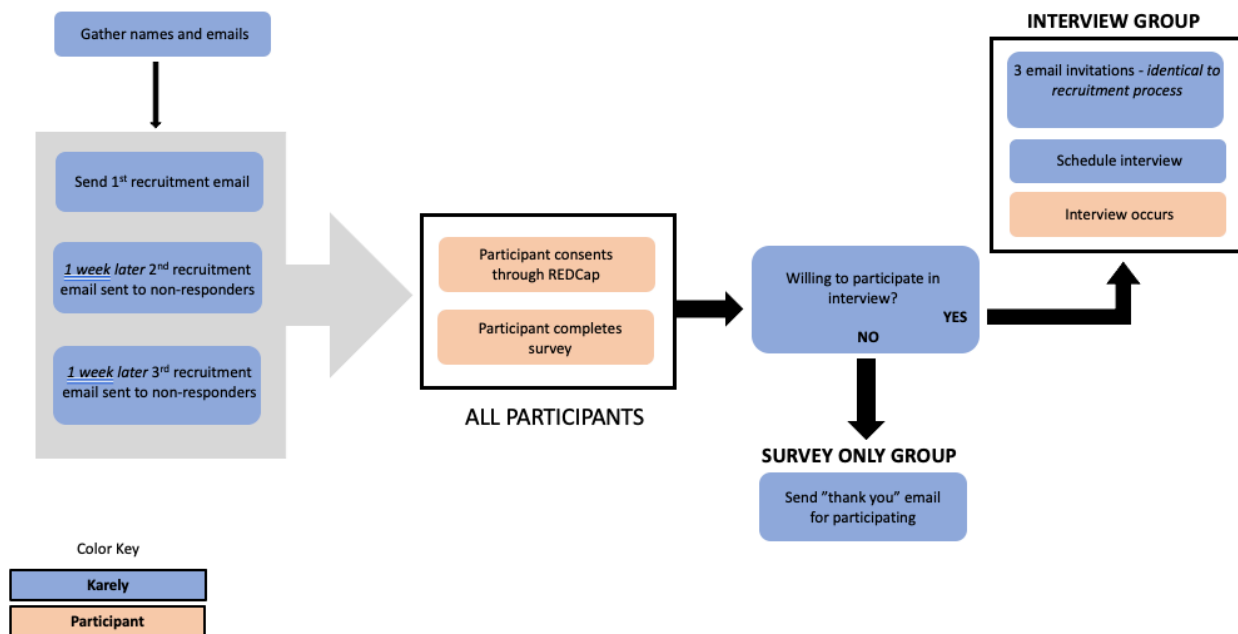 Gather names and emails
Send 1st recruitment email
1 week later 2nd recruitment
email sent to non-responders
1 week later 3rd recruitment
email sent to non-responders
Participant consents
through REDCap
Participant completes
survey
ALL PARTICIPANTS
Willing to participate in
interview?
YES
NO
INTERVIEW GROUP
3 email invitations - identical to
recruitment process
Schedule interview
Interview occurs
SURVEY ONLY GROUP
Send ”thank you” email
for participating
Color Key
Karely
Participant